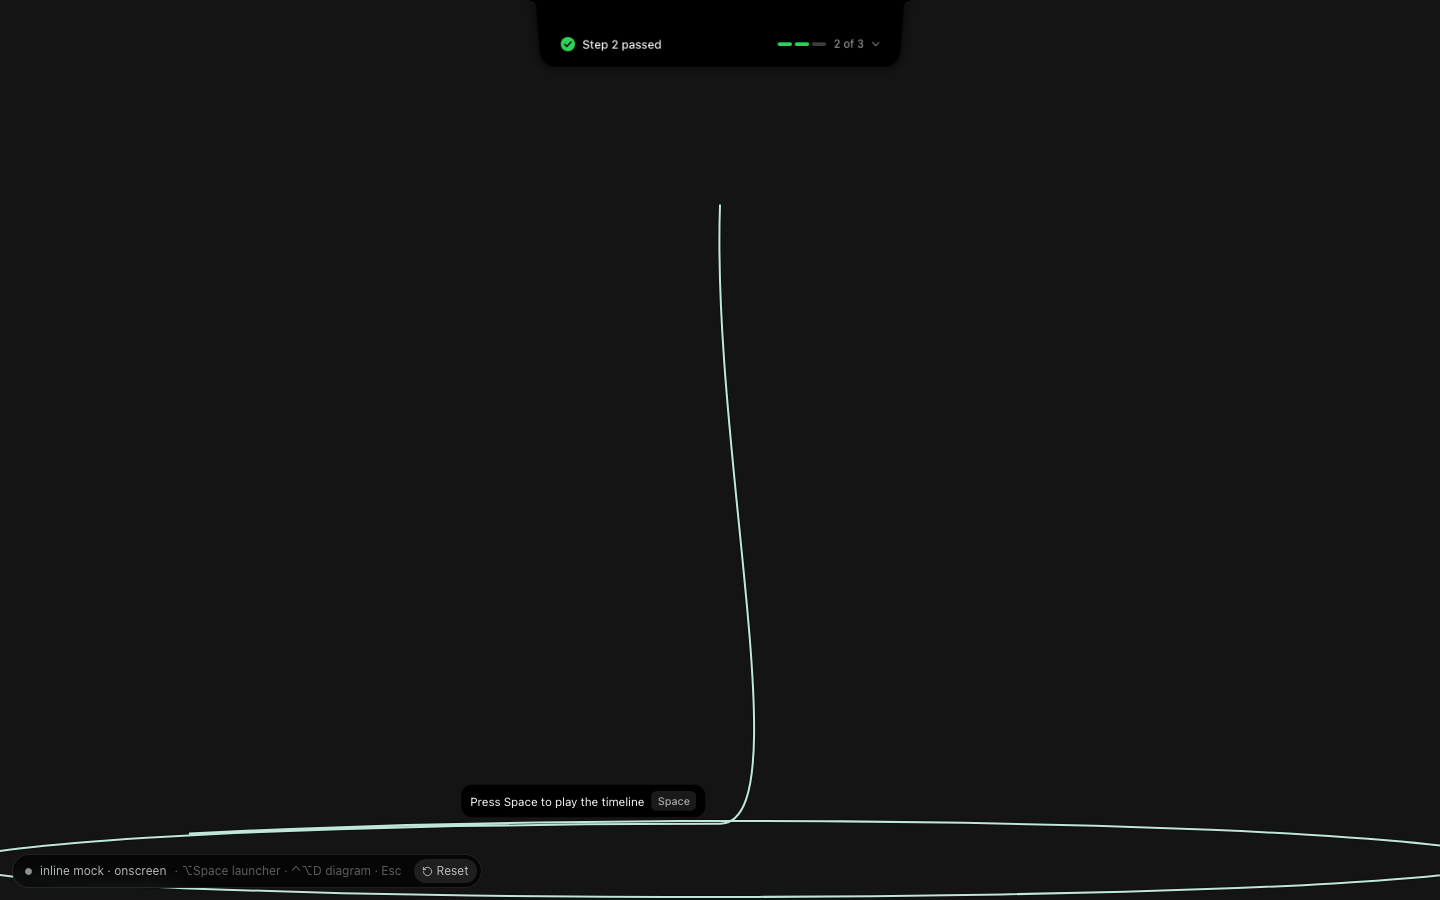 Step 2 passed
2 of 3
Press Space to play the timeline Space
inline mock · onscreen · ⌥Space launcher · ^⌥D diagram · Esc Reset